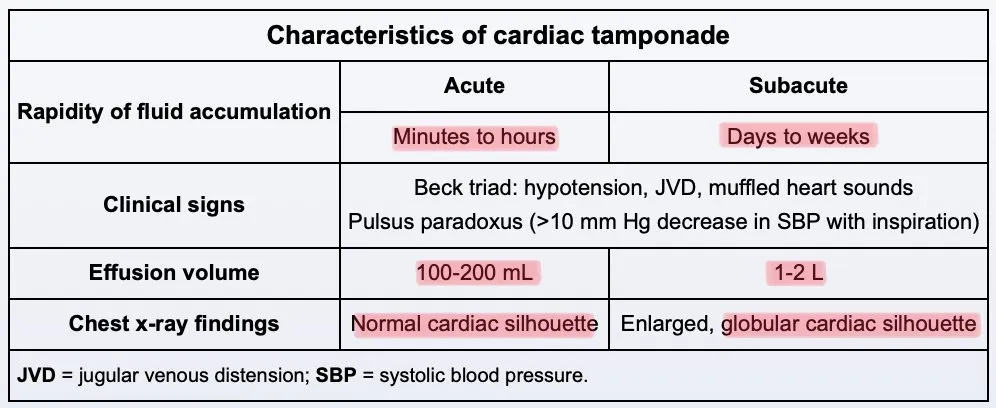 Characteristics of cardiac tamponade
Rapidity of fluid accumulation
Acute
Subacute
Minutes to hours
Days to weeks
Clinical signs
Beck triad: hypotension, JVD, muffled heart sounds
Pulsus paradoxus (>10 mm Hg decrease in SBP with inspiration)
Effusion volume
100-200 mL
1-2 L
Chest x-ray findings
Normal cardiac silhouette
Enlarged, globular cardiac silhouette
JVD = jugular venous distension; SBP = systolic blood pressure.